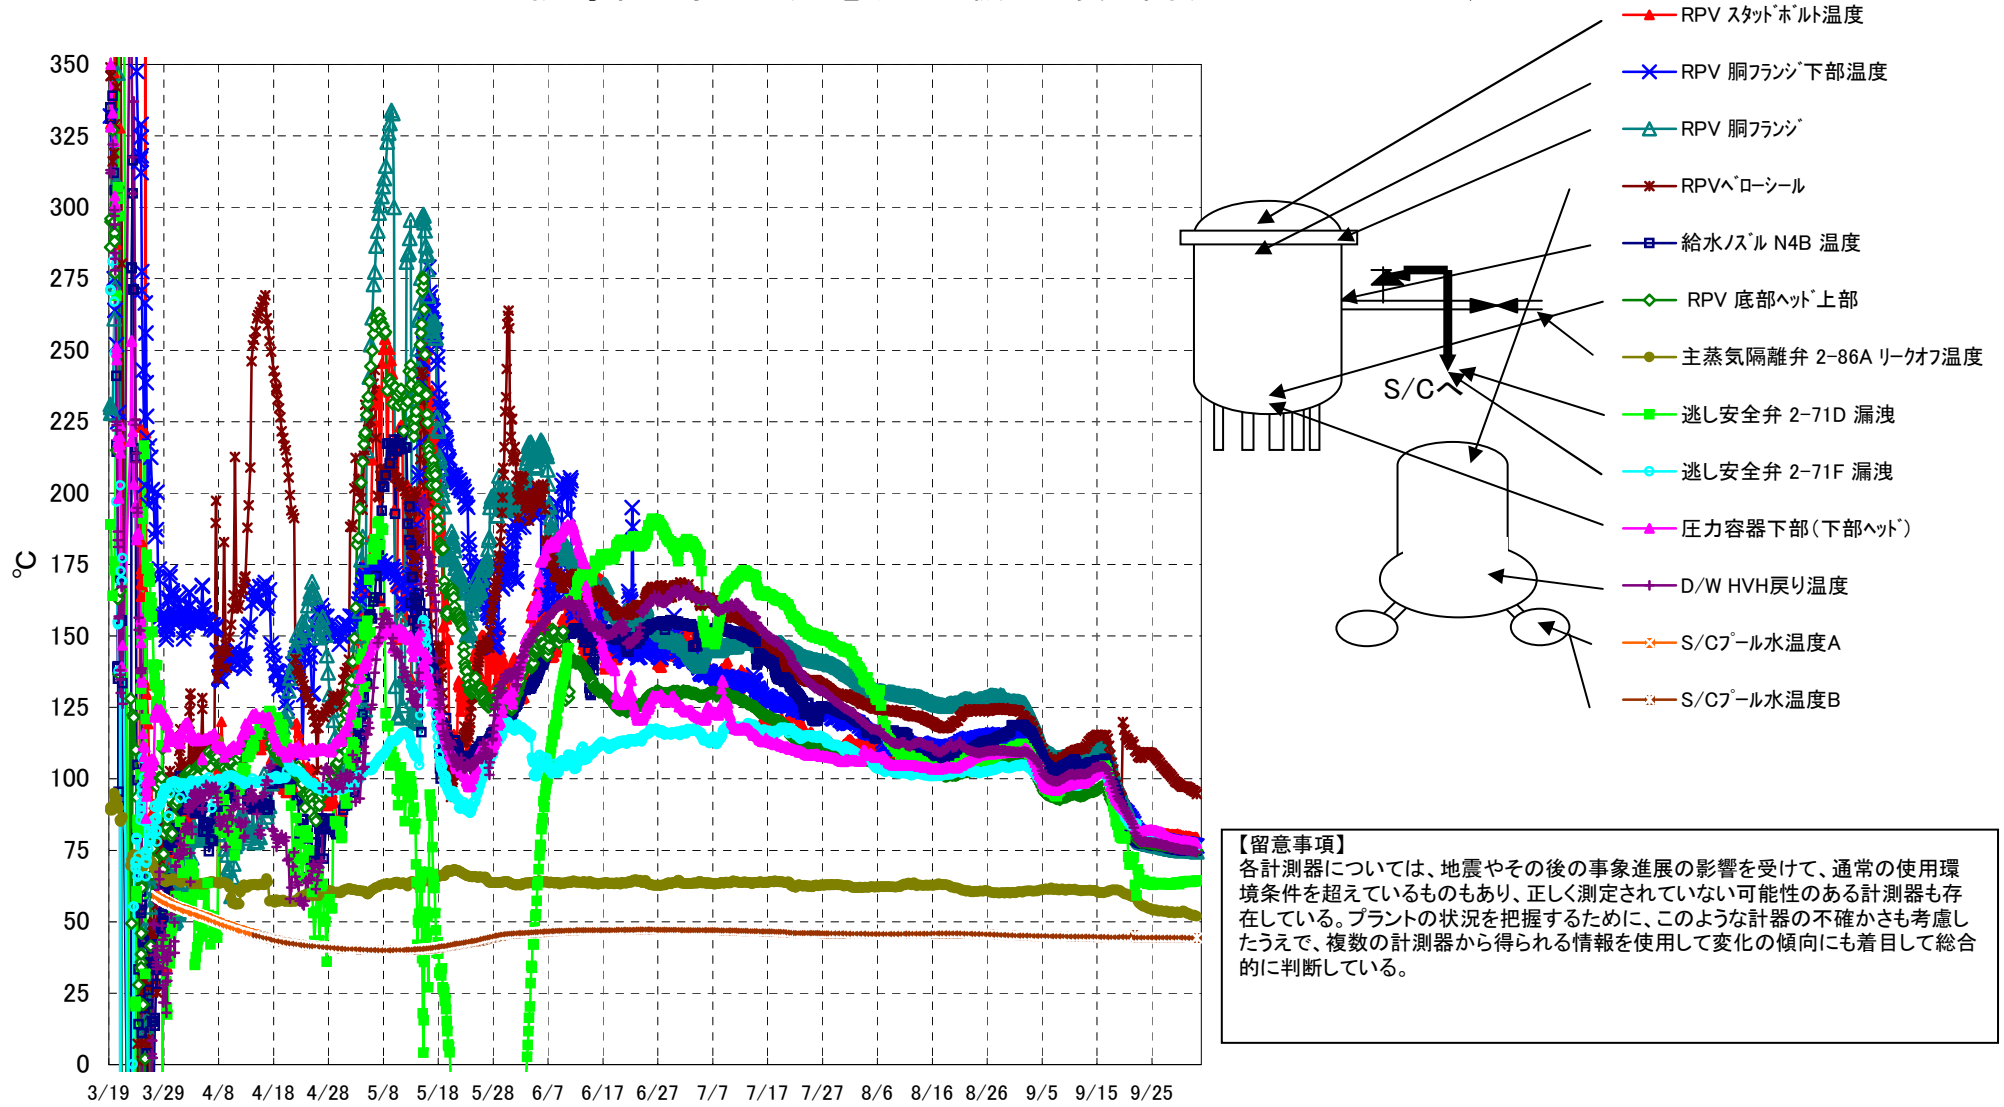 RPV スタッドボルト温度
RPV 胴フランジ下部温度
RPV 胴フランジ
RPVベローシール
給水ノズル N4B 温度
RPV 底部ヘッド上部
主蒸気隔離弁 2-86A リークオフ温度
逃し安全弁 2-71D 漏洩
逃し安全弁 2-71F 漏洩
圧力容器下部(下部ヘッド)
D/W HVH戻り温度
S/Cプール水温度A
S/Cプール水温度B
S/Cへ
℃
350
325
300
275
250
225
200
175
150
125
100
75
50
25
0
3/19 3/29 4/8 4/18 4/28 5/8 5/18 5/28 6/7 6/17 6/27 7/7 7/17 7/27 8/6 8/16 8/26 9/5 9/15 9/25
【留意事項】
各計測器については、地震やその後の事象進展の影響を受けて、通常の使用環
境条件を超えているものもあり、正しく測定されていない可能性のある計測器も存
在している。プラントの状況を把握するために、このような計器の不確かさも考慮し
たうえで、複数の計測器から得られる情報を使用して変化の傾向にも着目して総合
的に判断している。